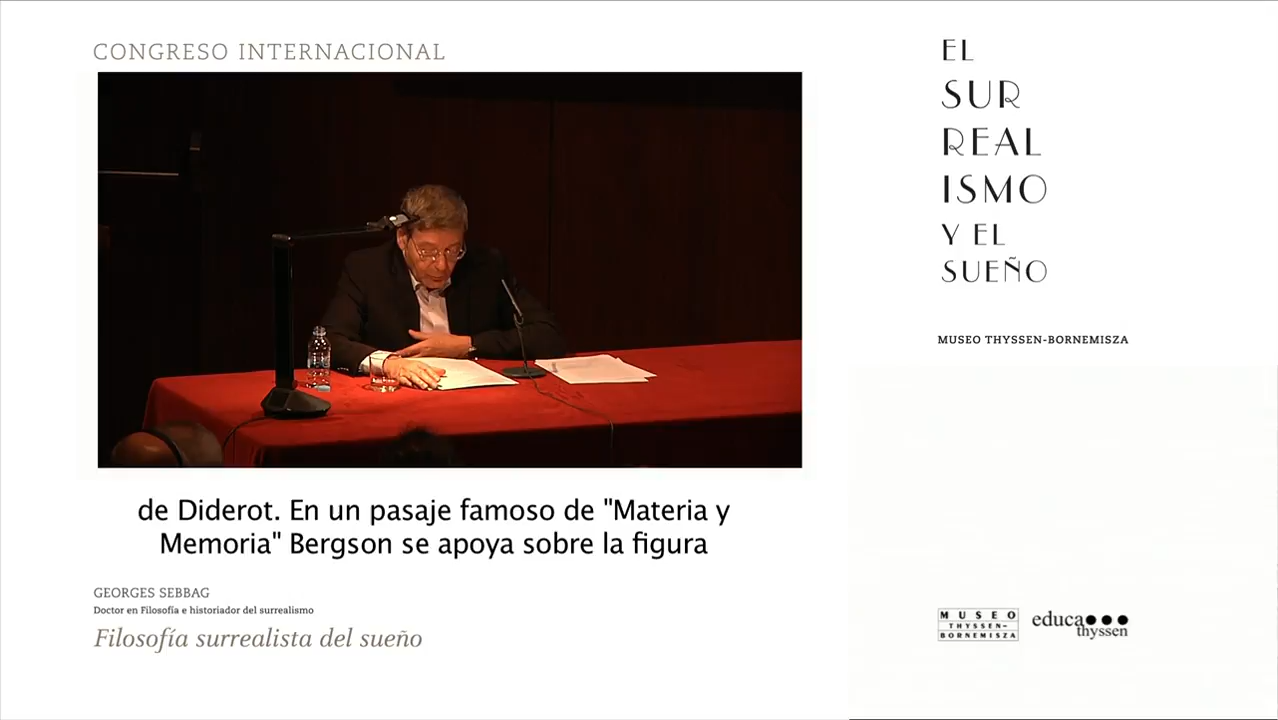 CONGRESO INTERNACIONAL
de Diderot. En un pasaje famoso de "Materia y
Memoria" Bergson se apoya sobre la figura
GEORGES SEBBAG
Doctor en Filosofía e historiador del surrealismo
Filosofía surrealista del sueño
EL
SUR
REAL
ISMO
Y EL
SUEÑO
MUSEO THYSSEN-BORNEMISZA
MUSEO
THYSSEN-
BORNEMISZA
educa
thyssen